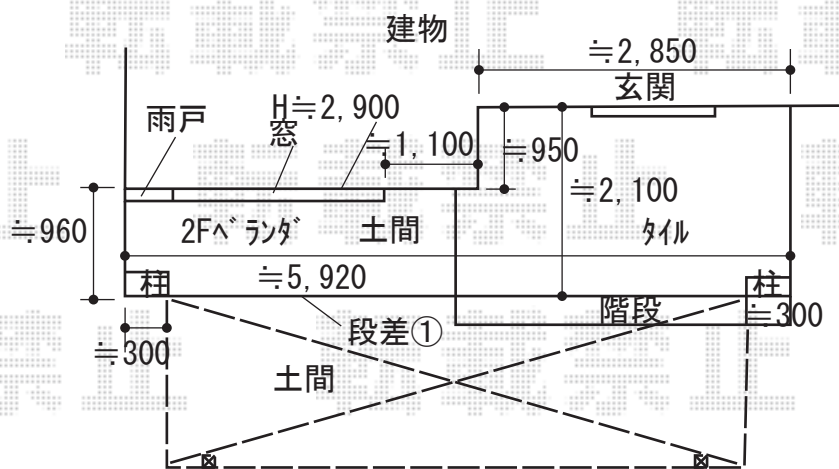 建物
≒2,850
玄関
雨戸
H≒2,900
窓
≒1,100
≒950
≒2,100
≒960
2Fベランダ
土間
タイル
柱
≒5,920
柱
階段
≒300
段差①
≒300
土間